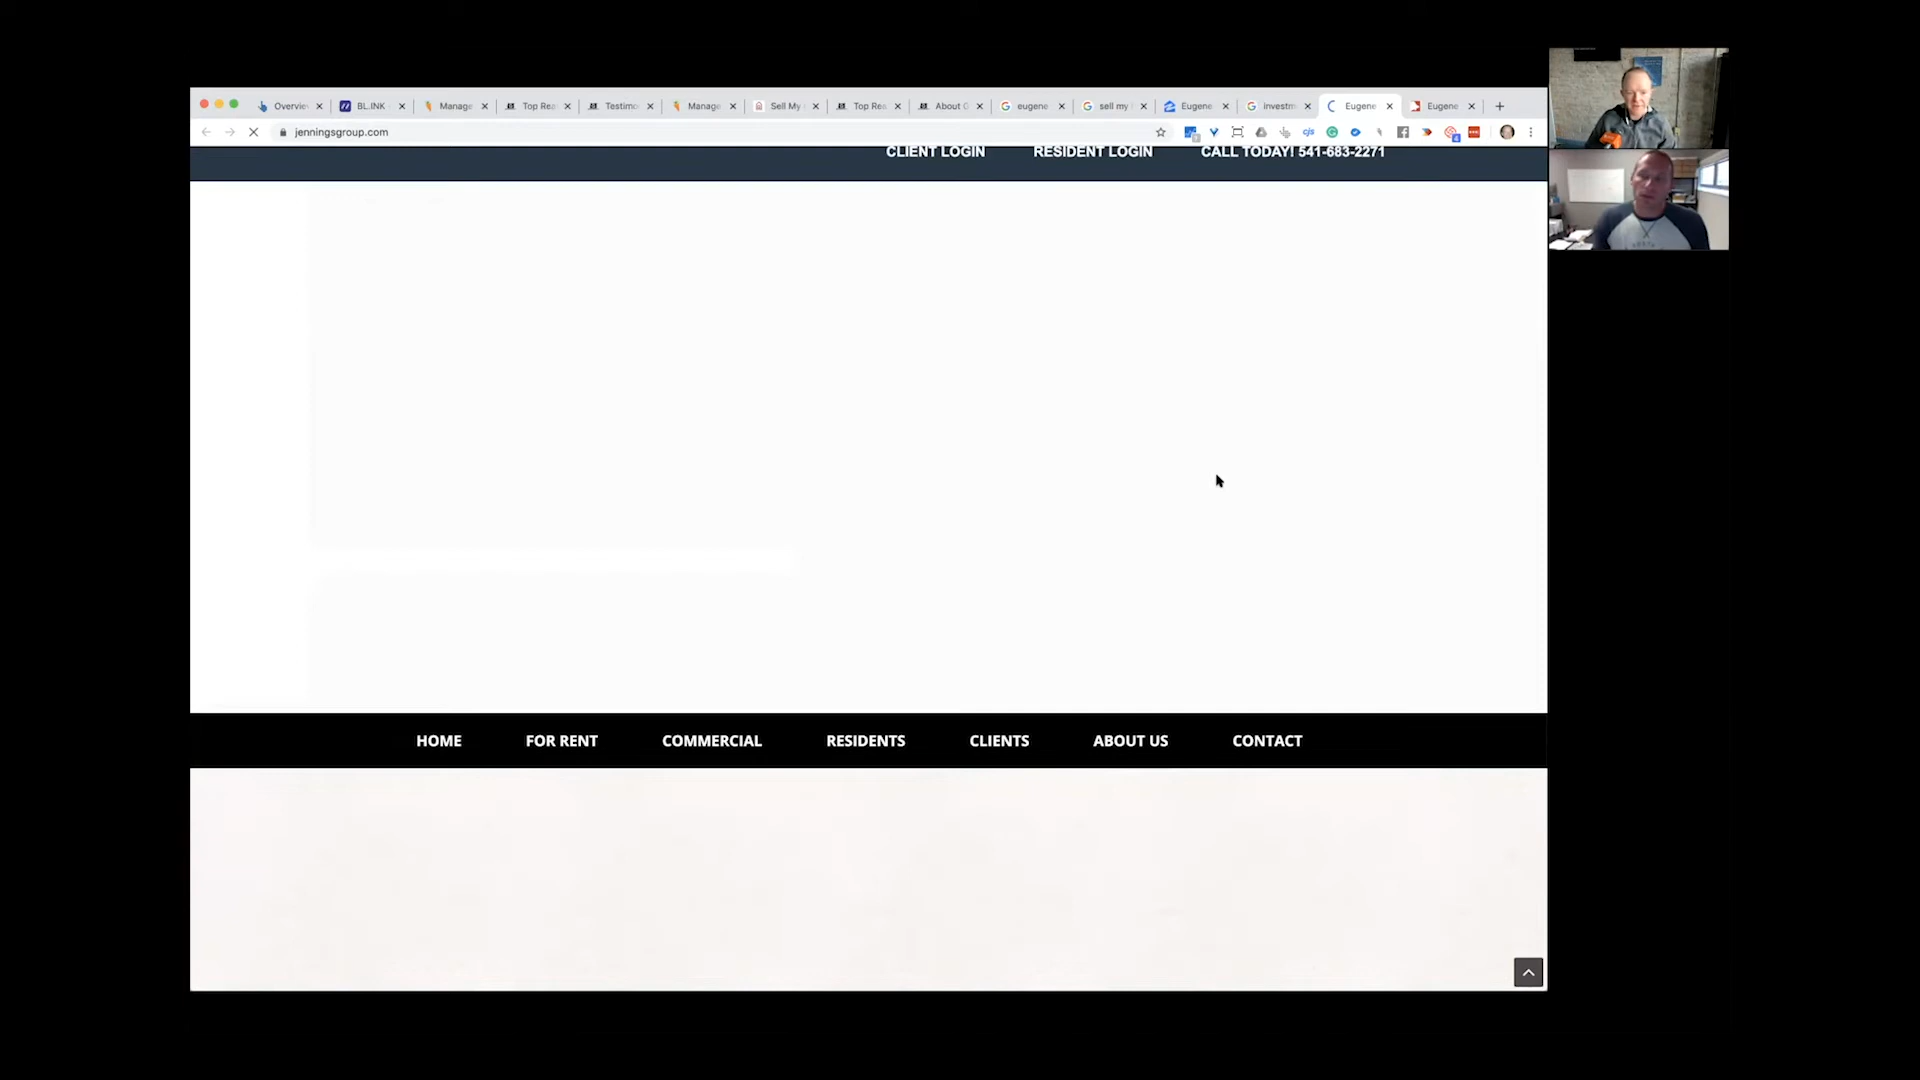 Overvie BL.INK Manage Top Rea Testimo Manage Sell My Top Rea About eugene sell my Eugene investm Eugene Eugene
jenningsgroup.com
CLIENT LOGIN RESIDENT LOGIN CALL TODAY! 541-683-2271
HOME FOR RENT COMMERCIAL RESIDENTS CLIENTS ABOUT US CONTACT